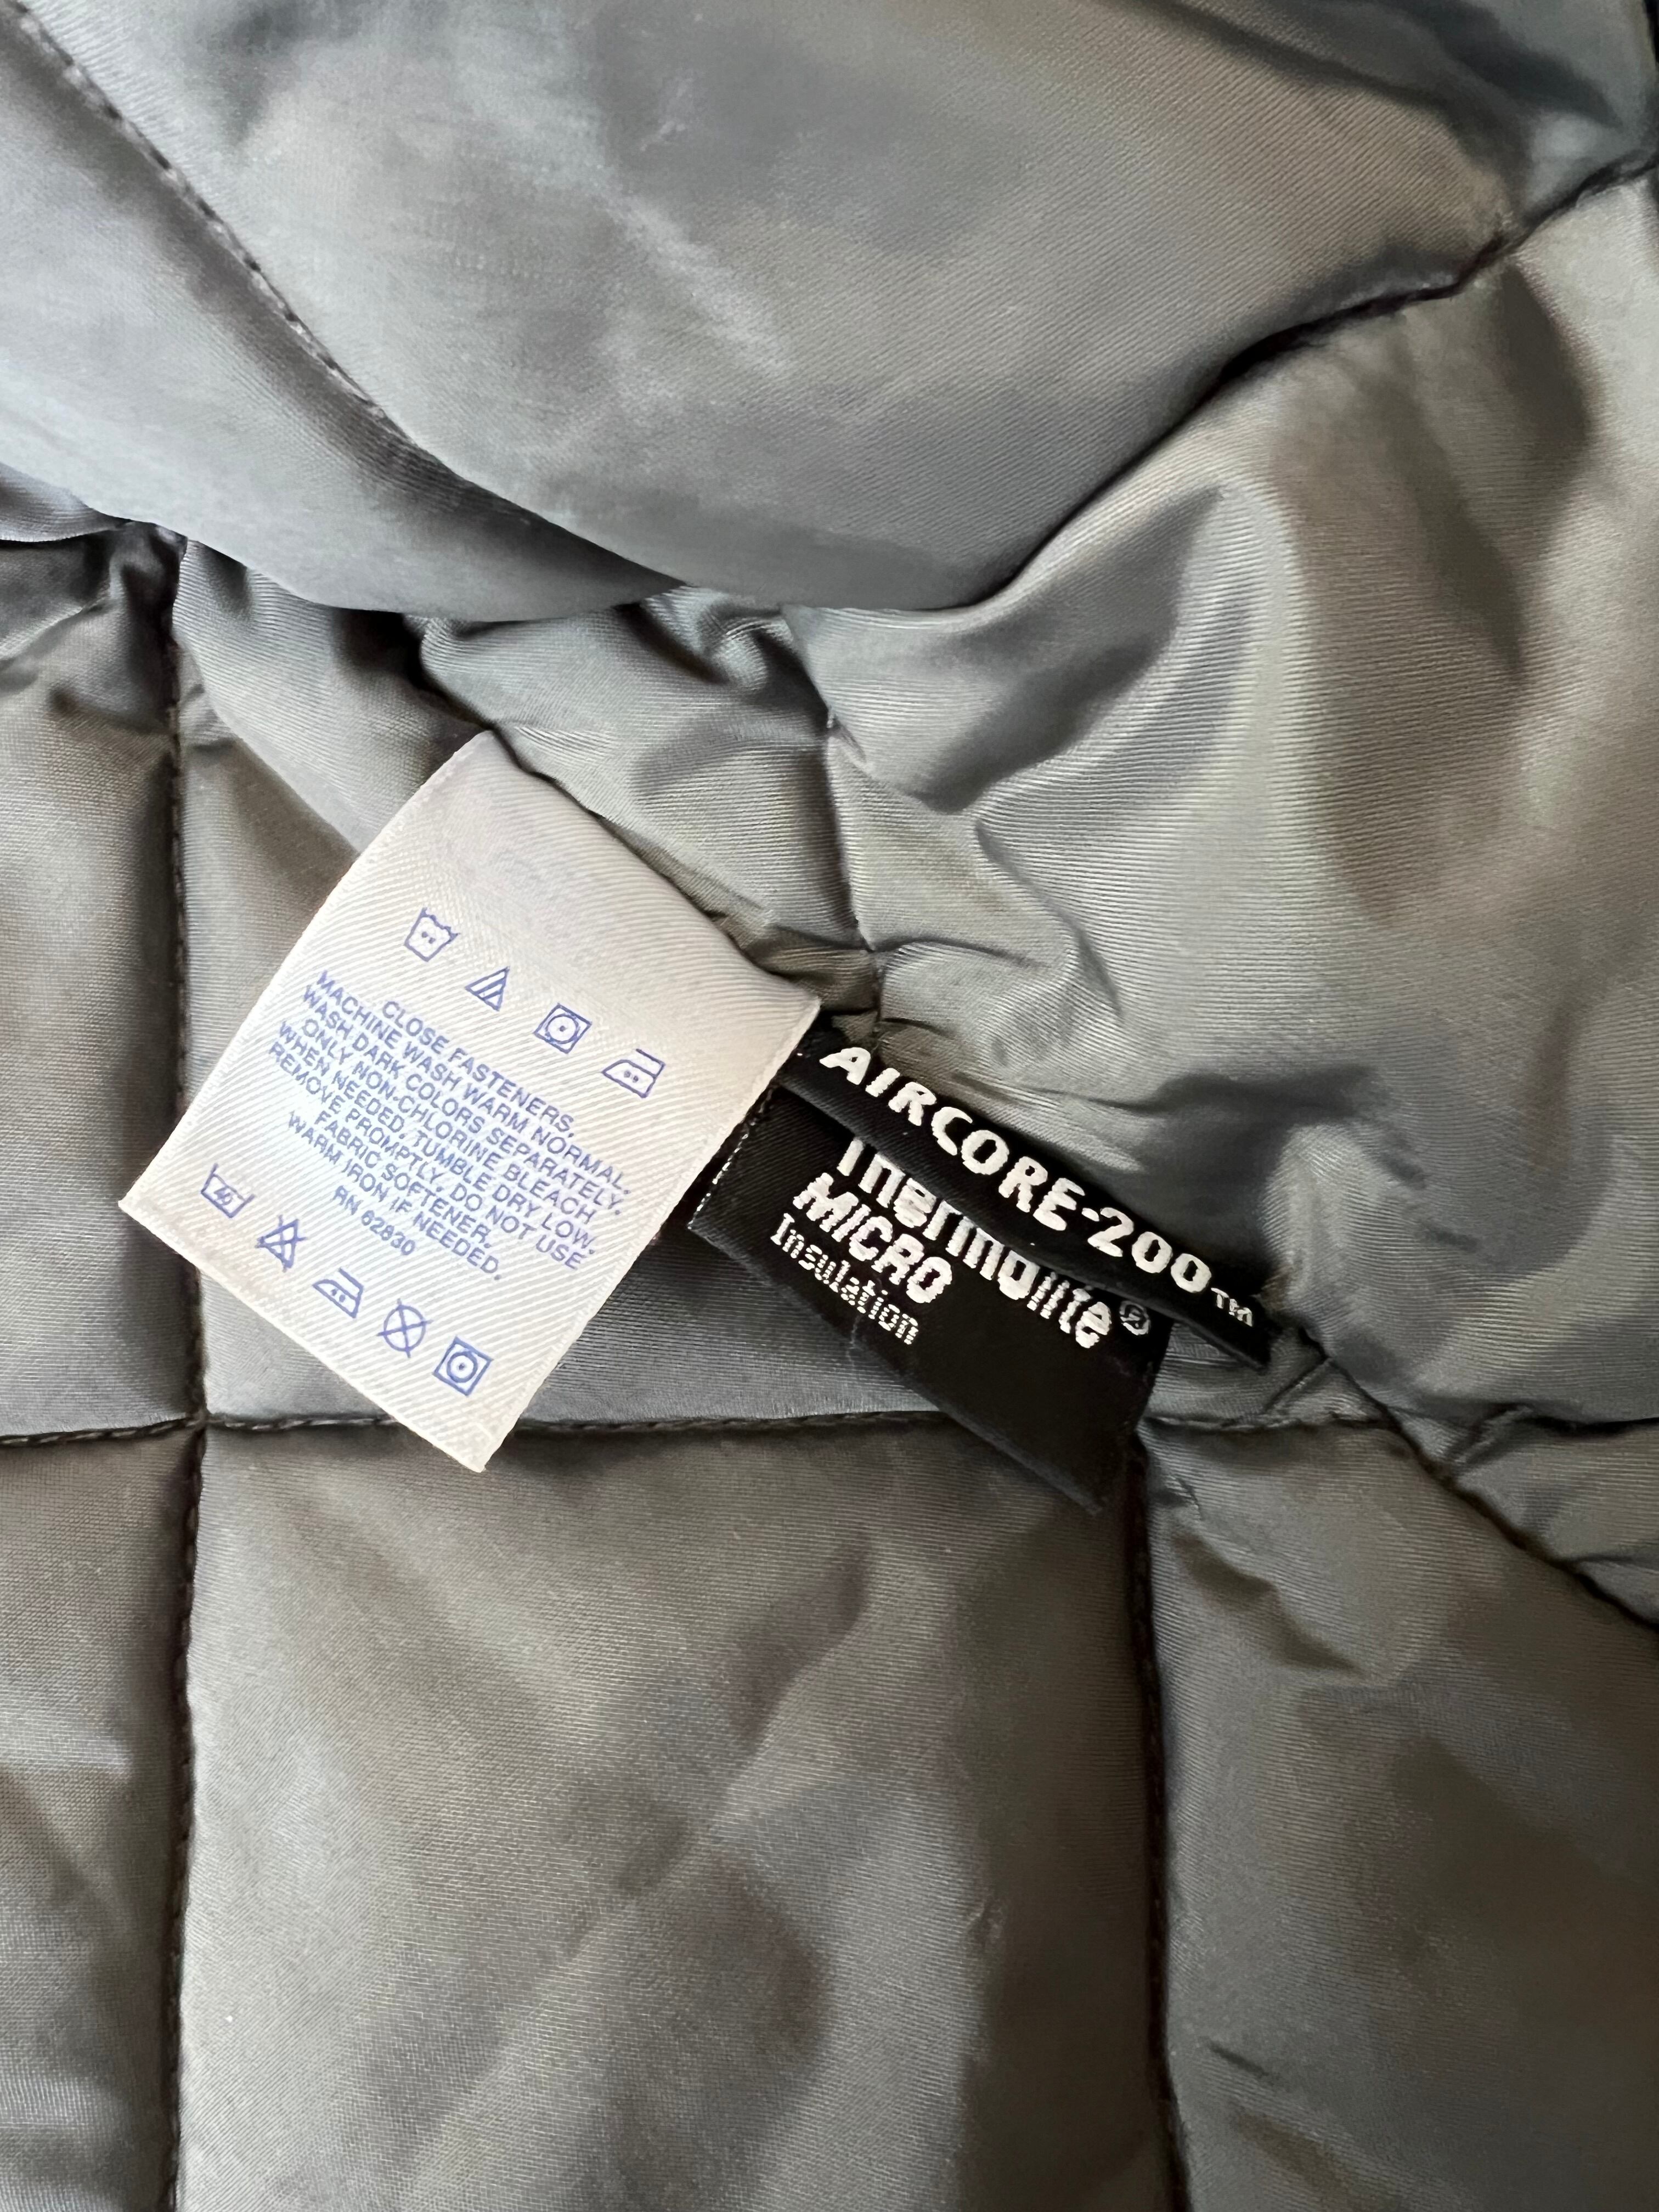 CLOSE FASTENERS,
MACHINE WASH WARM NORMAL.
WASH DARK COLORS SEPARATELY.
ONLY NON-CHLORINE BLEACH
WHEN NEEDED. TUMBLE DRY LOW.
REMOVE PROMPTLY. DO NOT USE
FABRIC SOFTENER.
WARM IRON IF NEEDED.
RN 62830
40
AIRCORE-200™
Thermolite®
MICRO
Insulation